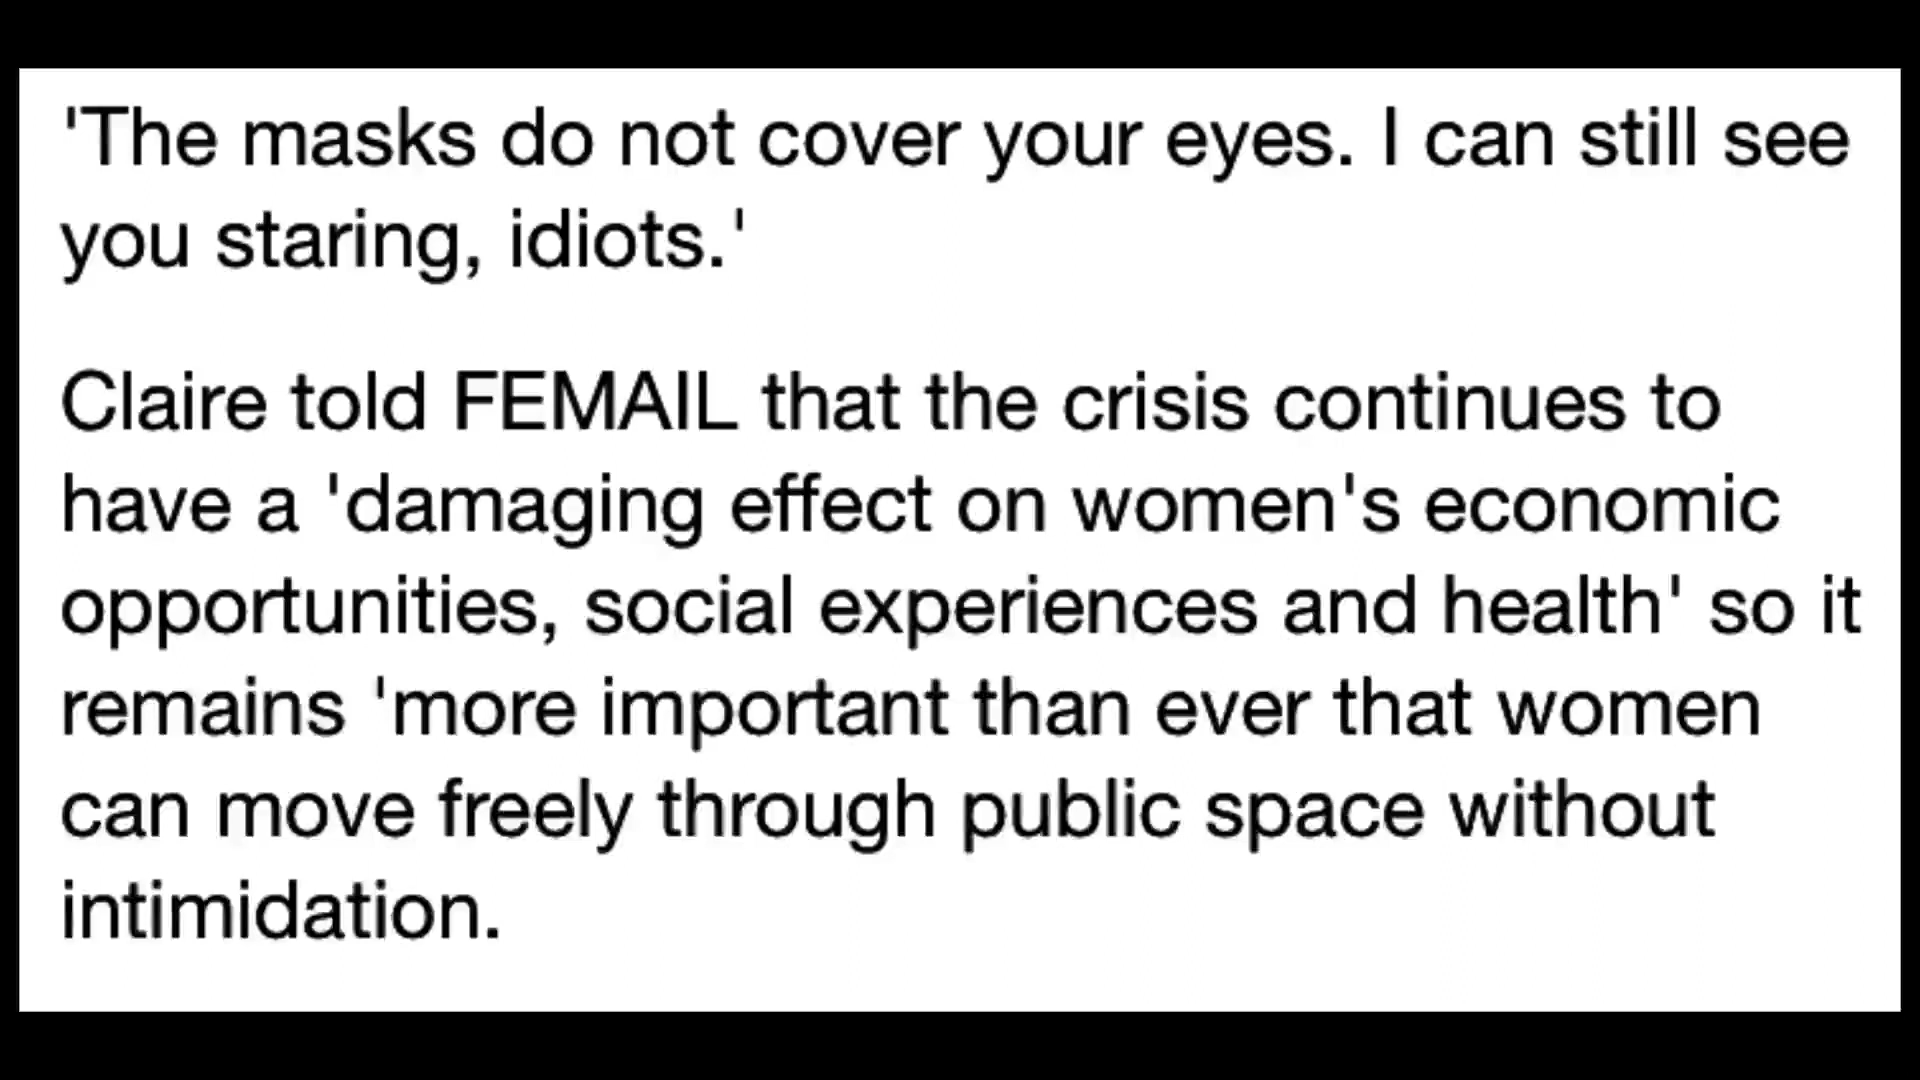 'The masks do not cover your eyes. I can still see
you staring, idiots.'
Claire told FEMAIL that the crisis continues to
have a 'damaging effect on women's economic
opportunities, social experiences and health' so it
remains 'more important than ever that women
can move freely through public space without
intimidation.